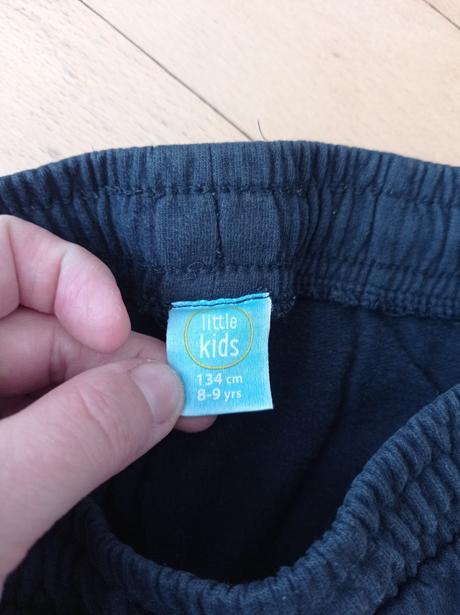 little
kids
134 cm
8-9 yrs